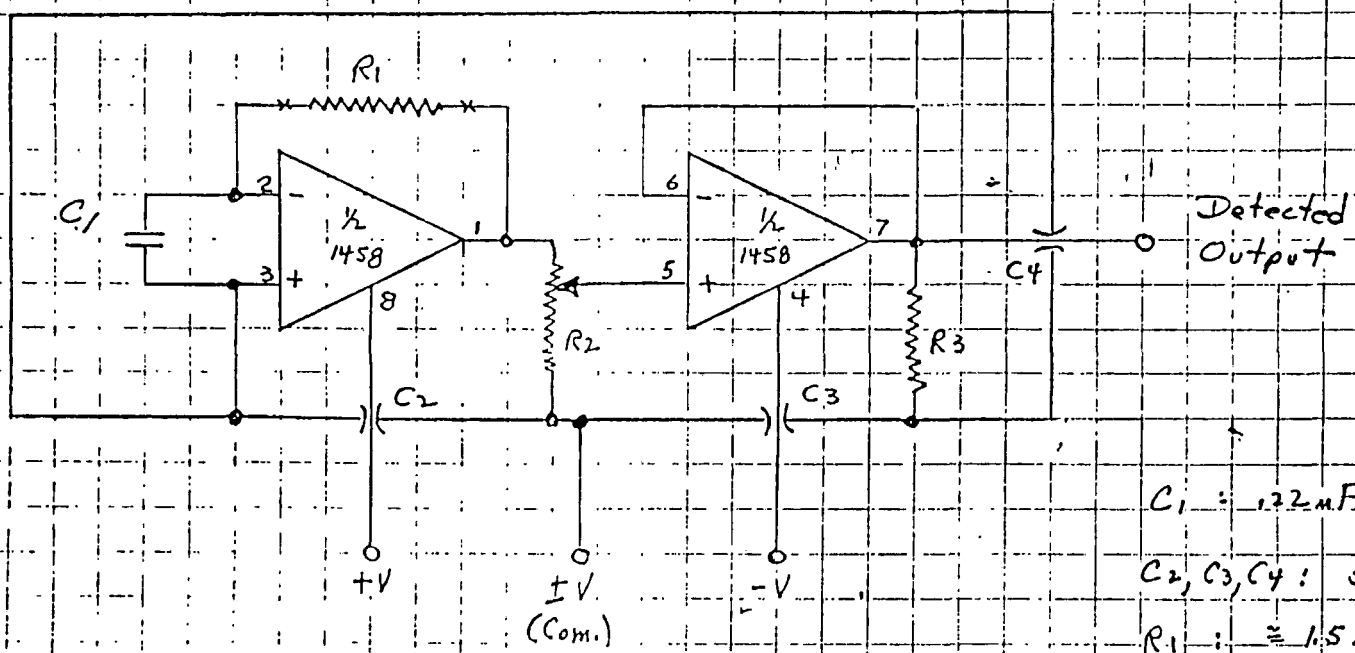 R1
C1
2 -
1/2
1458
1
3 +
8
R2
C2
6 -
1/2
1458
7
5 +
4
R3
C3
C4
Detected
Output
+V
±V
(Com.)
-V
C1 : .22 µF
C2, C3, C4 :
R1 : ≅ 1.5